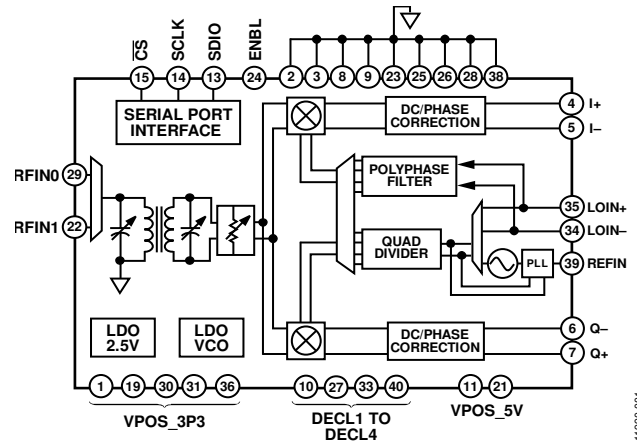 CS
SCLK
SDIO
ENBL
15
14
13
24
2
3
8
9
23
25
26
28
38
SERIAL PORT
INTERFACE
DC/PHASE
CORRECTION
4 I+
5 I–
RFIN0 29
RFIN1 22
POLYPHASE
FILTER
35 LOIN+
34 LOIN–
QUAD
DIVIDER
PLL
39 REFIN
LDO
2.5V
LDO
VCO
DC/PHASE
CORRECTION
6 Q–
7 Q+
1
19
30
31
36
10
27
33
40
11
21
VPOS_3P3
DECL1 TO
DECL4
VPOS_5V